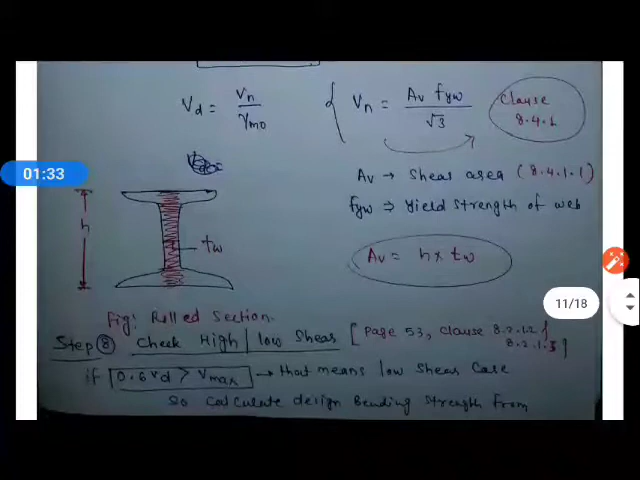 Vd = Vn / γmo { Vn = Av fyw / √3 Clause 8.4.1
01:33
Av → Shear area (8.4.1.1)
fyw ⇒ Yield strength of web
h
tw
Av = h x tw
11/18
Fig: Rolled Section.
Step 8 Check High | low Shear [Page 53, Clause 8.2.1.2
8.2.1.3]
if 0.6Vd > Vmax → that means low shear case
so calculate design Bending strength From